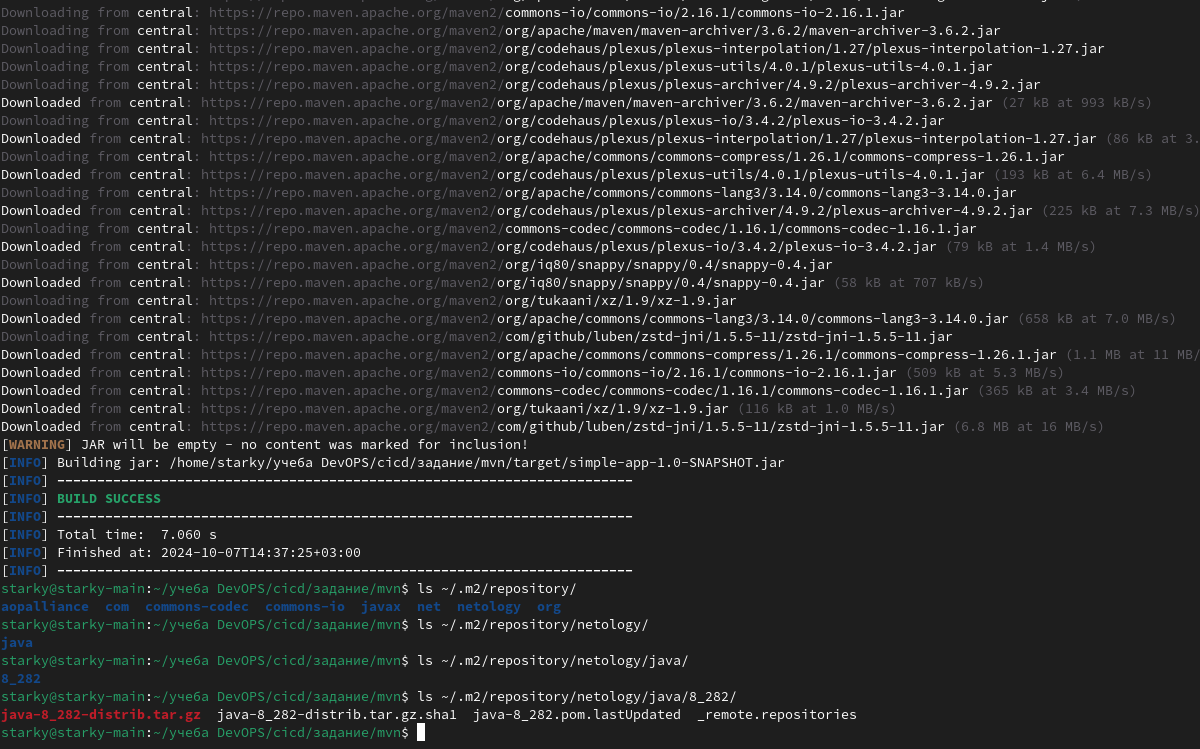 Downloading from central: https://repo.maven.apache.org/maven2/commons-io/commons-io/2.16.1/commons-io-2.16.1.jar
Downloading from central: https://repo.maven.apache.org/maven2/org/apache/maven/maven-archiver/3.6.2/maven-archiver-3.6.2.jar
Downloading from central: https://repo.maven.apache.org/maven2/org/codehaus/plexus/plexus-interpolation/1.27/plexus-interpolation-1.27.jar
Downloading from central: https://repo.maven.apache.org/maven2/org/codehaus/plexus/plexus-utils/4.0.1/plexus-utils-4.0.1.jar
Downloading from central: https://repo.maven.apache.org/maven2/org/codehaus/plexus/plexus-archiver/4.9.2/plexus-archiver-4.9.2.jar
Downloaded from central: https://repo.maven.apache.org/maven2/org/apache/maven/maven-archiver/3.6.2/maven-archiver-3.6.2.jar (27 kB at 993 kB/s)
Downloading from central: https://repo.maven.apache.org/maven2/org/codehaus/plexus/plexus-io/3.4.2/plexus-io-3.4.2.jar
Downloaded from central: https://repo.maven.apache.org/maven2/org/codehaus/plexus/plexus-interpolation/1.27/plexus-interpolation-1.27.jar (86 kB at 3.
Downloading from central: https://repo.maven.apache.org/maven2/org/apache/commons/commons-compress/1.26.1/commons-compress-1.26.1.jar
Downloaded from central: https://repo.maven.apache.org/maven2/org/codehaus/plexus/plexus-utils/4.0.1/plexus-utils-4.0.1.jar (193 kB at 6.4 MB/s)
Downloading from central: https://repo.maven.apache.org/maven2/org/apache/commons/commons-lang3/3.14.0/commons-lang3-3.14.0.jar
Downloaded from central: https://repo.maven.apache.org/maven2/org/codehaus/plexus/plexus-archiver/4.9.2/plexus-archiver-4.9.2.jar (225 kB at 7.3 MB/s)
Downloading from central: https://repo.maven.apache.org/maven2/commons-codec/commons-codec/1.16.1/commons-codec-1.16.1.jar
Downloaded from central: https://repo.maven.apache.org/maven2/org/codehaus/plexus/plexus-io/3.4.2/plexus-io-3.4.2.jar (79 kB at 1.4 MB/s)
Downloading from central: https://repo.maven.apache.org/maven2/org/iq80/snappy/snappy/0.4/snappy-0.4.jar
Downloaded from central: https://repo.maven.apache.org/maven2/org/iq80/snappy/snappy/0.4/snappy-0.4.jar (58 kB at 707 kB/s)
Downloading from central: https://repo.maven.apache.org/maven2/org/tukaani/xz/1.9/xz-1.9.jar
Downloaded from central: https://repo.maven.apache.org/maven2/org/apache/commons/commons-lang3/3.14.0/commons-lang3-3.14.0.jar (658 kB at 7.0 MB/s)
Downloading from central: https://repo.maven.apache.org/maven2/com/github/luben/zstd-jni/1.5.5-11/zstd-jni-1.5.5-11.jar
Downloaded from central: https://repo.maven.apache.org/maven2/org/apache/commons/commons-compress/1.26.1/commons-compress-1.26.1.jar (1.1 MB at 11 MB/
Downloaded from central: https://repo.maven.apache.org/maven2/commons-io/commons-io/2.16.1/commons-io-2.16.1.jar (509 kB at 5.3 MB/s)
Downloaded from central: https://repo.maven.apache.org/maven2/commons-codec/commons-codec/1.16.1/commons-codec-1.16.1.jar (365 kB at 3.4 MB/s)
Downloaded from central: https://repo.maven.apache.org/maven2/org/tukaani/xz/1.9/xz-1.9.jar (116 kB at 1.0 MB/s)
Downloaded from central: https://repo.maven.apache.org/maven2/com/github/luben/zstd-jni/1.5.5-11/zstd-jni-1.5.5-11.jar (6.8 MB at 16 MB/s)
[WARNING] JAR will be empty - no content was marked for inclusion!
[INFO] Building jar: /home/starky/учеба DevOPS/cicd/задание/mvn/target/simple-app-1.0-SNAPSHOT.jar
[INFO] ------------------------------------------------------------------------
[INFO] BUILD SUCCESS
[INFO] ------------------------------------------------------------------------
[INFO] Total time:  7.060 s
[INFO] Finished at: 2024-10-07T14:37:25+03:00
[INFO] ------------------------------------------------------------------------
starky@starky-main:~/учеба DevOPS/cicd/задание/mvn$ ls ~/.m2/repository/
aopalliance  com  commons-codec  commons-io  javax  net  netology  org
starky@starky-main:~/учеба DevOPS/cicd/задание/mvn$ ls ~/.m2/repository/netology/
java
starky@starky-main:~/учеба DevOPS/cicd/задание/mvn$ ls ~/.m2/repository/netology/java/
8_282
starky@starky-main:~/учеба DevOPS/cicd/задание/mvn$ ls ~/.m2/repository/netology/java/8_282/
java-8_282-distrib.tar.gz  java-8_282-distrib.tar.gz.sha1  java-8_282.pom.lastUpdated  _remote.repositories
starky@starky-main:~/учеба DevOPS/cicd/задание/mvn$